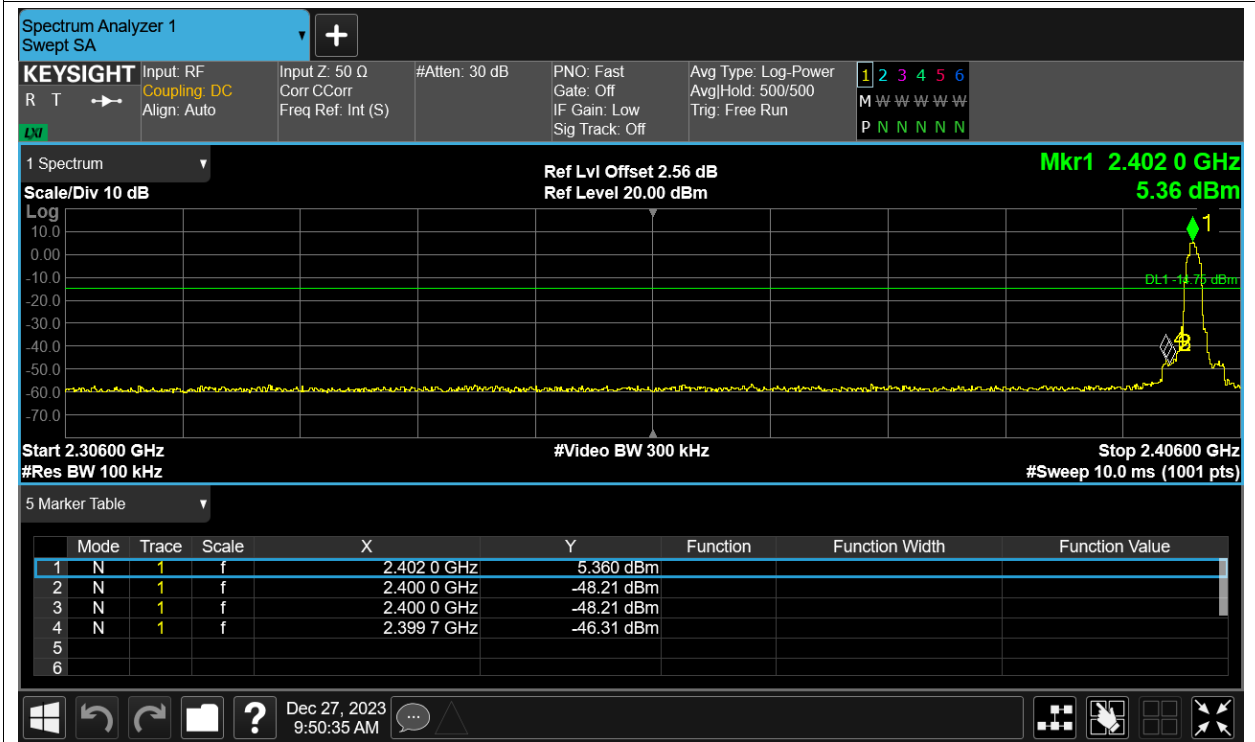 Spectrum Analyzer 1
Swept SA
+
KEYSIGHT Input: RF Input Z: 50 Ω #Atten: 30 dB PNO: Fast Avg Type: Log-Power 1 2 3 4 5 6
R T Coupling: DC Corr CCorr Gate: Off Avg|Hold: 500/500 M W W W W W
Align: Auto Freq Ref: Int (S) IF Gain: Low Trig: Free Run
LXI Sig Track: Off P N N N N N
1 Spectrum Ref Lvl Offset 2.56 dB Mkr1 2.402 0 GHz
Scale/Div 10 dB Ref Level 20.00 dBm 5.36 dBm
Log
1
10.0
0.00
-10.0
DL1 -14.75 dBm
-20.0
-30.0
-40.0
-50.0
-60.0
-70.0
Start 2.30600 GHz #Video BW 300 kHz Stop 2.40600 GHz
#Res BW 100 kHz #Sweep 10.0 ms (1001 pts)
5 Marker Table
Mode Trace Scale X Y Function Function Width Function Value
1 N 1 f 2.402 0 GHz 5.360 dBm
2 N 1 f 2.400 0 GHz -48.21 dBm
3 N 1 f 2.400 0 GHz -48.21 dBm
4 N 1 f 2.399 7 GHz -46.31 dBm
5
6
? Dec 27, 2023
9:50:35 AM